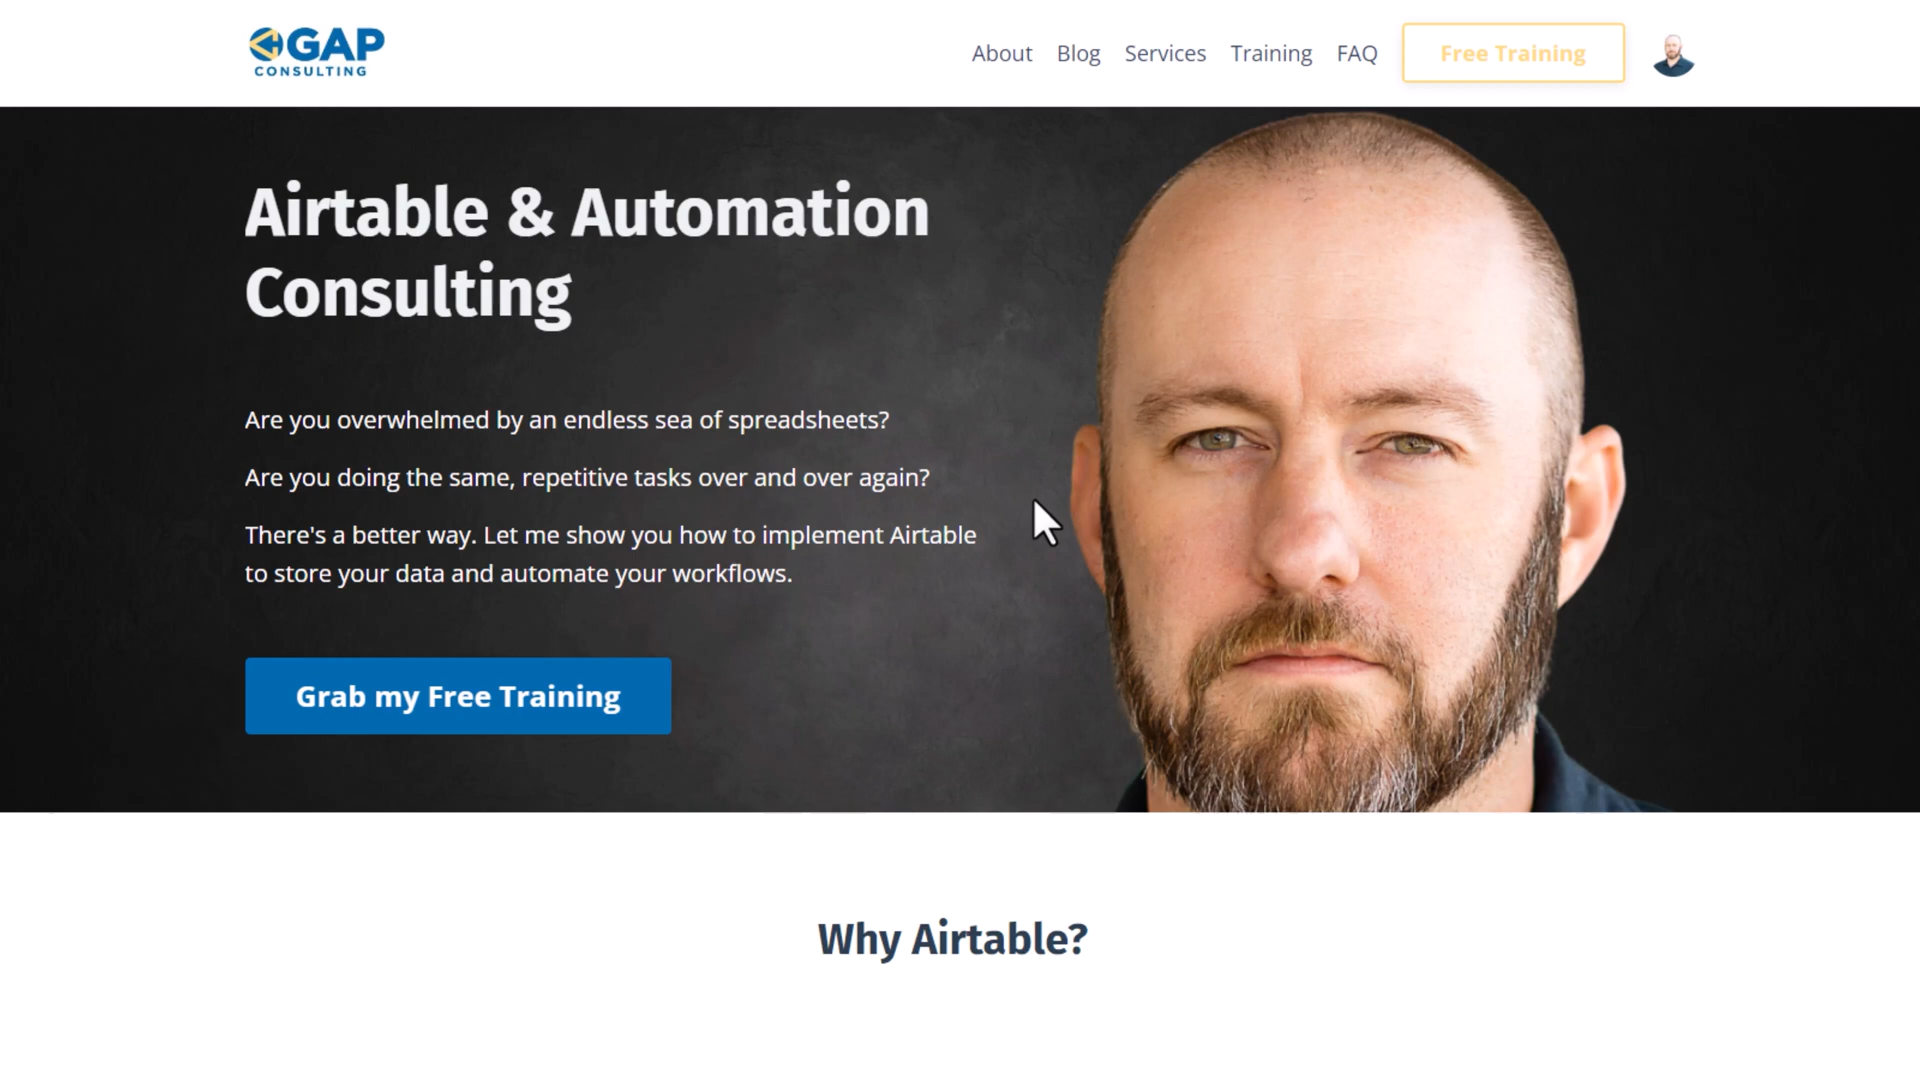 GAP
CONSULTING
About Blog Services Training FAQ Free Training
Airtable & Automation
Consulting
Are you overwhelmed by an endless sea of spreadsheets?
Are you doing the same, repetitive tasks over and over again?
There's a better way. Let me show you how to implement Airtable
to store your data and automate your workflows.
Grab my Free Training
Why Airtable?